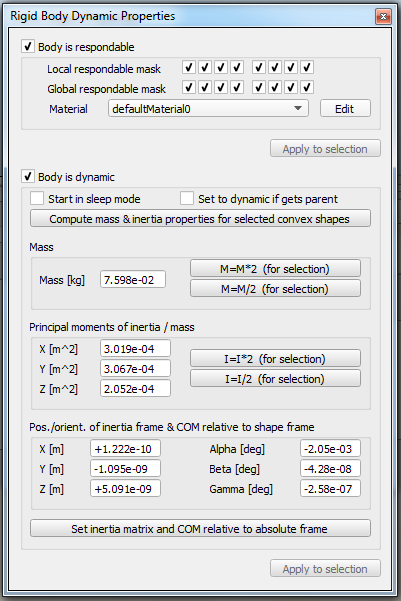 Rigid Body Dynamic Properties
Body is respondable
Local respondable mask
Global respondable mask
Material defaultMaterial0 Edit
Apply to selection
Body is dynamic
Start in sleep mode Set to dynamic if gets parent
Compute mass & inertia properties for selected convex shapes
Mass
Mass [kg] 7.598e-02 M=M*2 (for selection)
M=M/2 (for selection)
Principal moments of inertia / mass
X [m^2] 3.019e-04
Y [m^2] 3.067e-04
Z [m^2] 2.052e-04
I=I*2 (for selection)
I=I/2 (for selection)
Pos./orient. of inertia frame & COM relative to shape frame
X [m] +1.222e-10 Alpha [deg] -2.05e-03
Y [m] -1.095e-09 Beta [deg] -4.28e-08
Z [m] +5.091e-09 Gamma [deg] -2.58e-07
Set inertia matrix and COM relative to absolute frame
Apply to selection